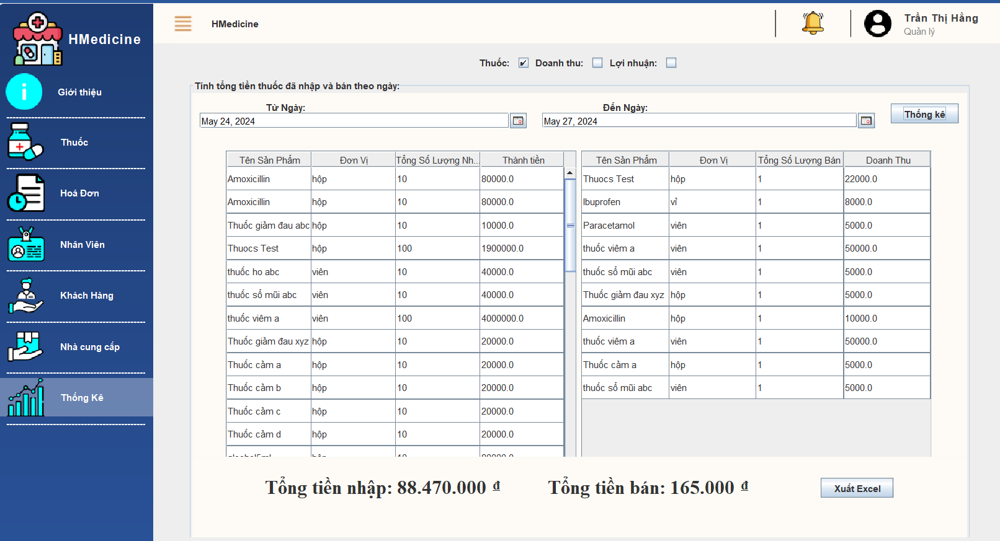 HMedicine
Giới thiệu
Thuốc
Hoá Đơn
Nhân Viên
Khách Hàng
Nhà cung cấp
Thống Kê
HMedicine
Trần Thị Hằng
Quản lý
Thuốc: Doanh thu: Lợi nhuận:
Tính tổng tiền thuốc đã nhập và bán theo ngày:
Từ Ngày: Đến Ngày:
May 24, 2024 May 27, 2024 Thống kê
Tên Sản Phẩm Đơn Vị Tổng Số Lượng Nh... Thành tiền
Amoxicillin hộp 10 80000.0
Amoxicillin hộp 10 80000.0
Thuốc giảm đau abc hộp 10 10000.0
Thuocs Test hộp 100 1900000.0
thuốc ho abc viên 10 40000.0
thuốc sổ mũi abc viên 10 40000.0
thuốc viêm a viên 100 4000000.0
Thuốc giảm đau xyz hộp 10 20000.0
Thuốc cảm a hộp 10 20000.0
Thuốc cảm b hộp 10 20000.0
Thuốc cảm c hộp 10 20000.0
Thuốc cảm d hộp 10 20000.0
Tên Sản Phẩm Đơn Vị Tổng Số Lượng Bán Doanh Thu
Thuocs Test hộp 1 22000.0
Ibuprofen vỉ 1 8000.0
Paracetamol viên 1 5000.0
thuốc viêm a viên 1 50000.0
thuốc sổ mũi abc viên 1 5000.0
Thuốc giảm đau xyz hộp 1 5000.0
Amoxicillin hộp 1 10000.0
thuốc viêm a viên 1 50000.0
Thuốc cảm a hộp 1 5000.0
thuốc sổ mũi abc viên 1 5000.0
Tổng tiền nhập: 88.470.000 ₫ Tổng tiền bán: 165.000 ₫
Xuất Excel